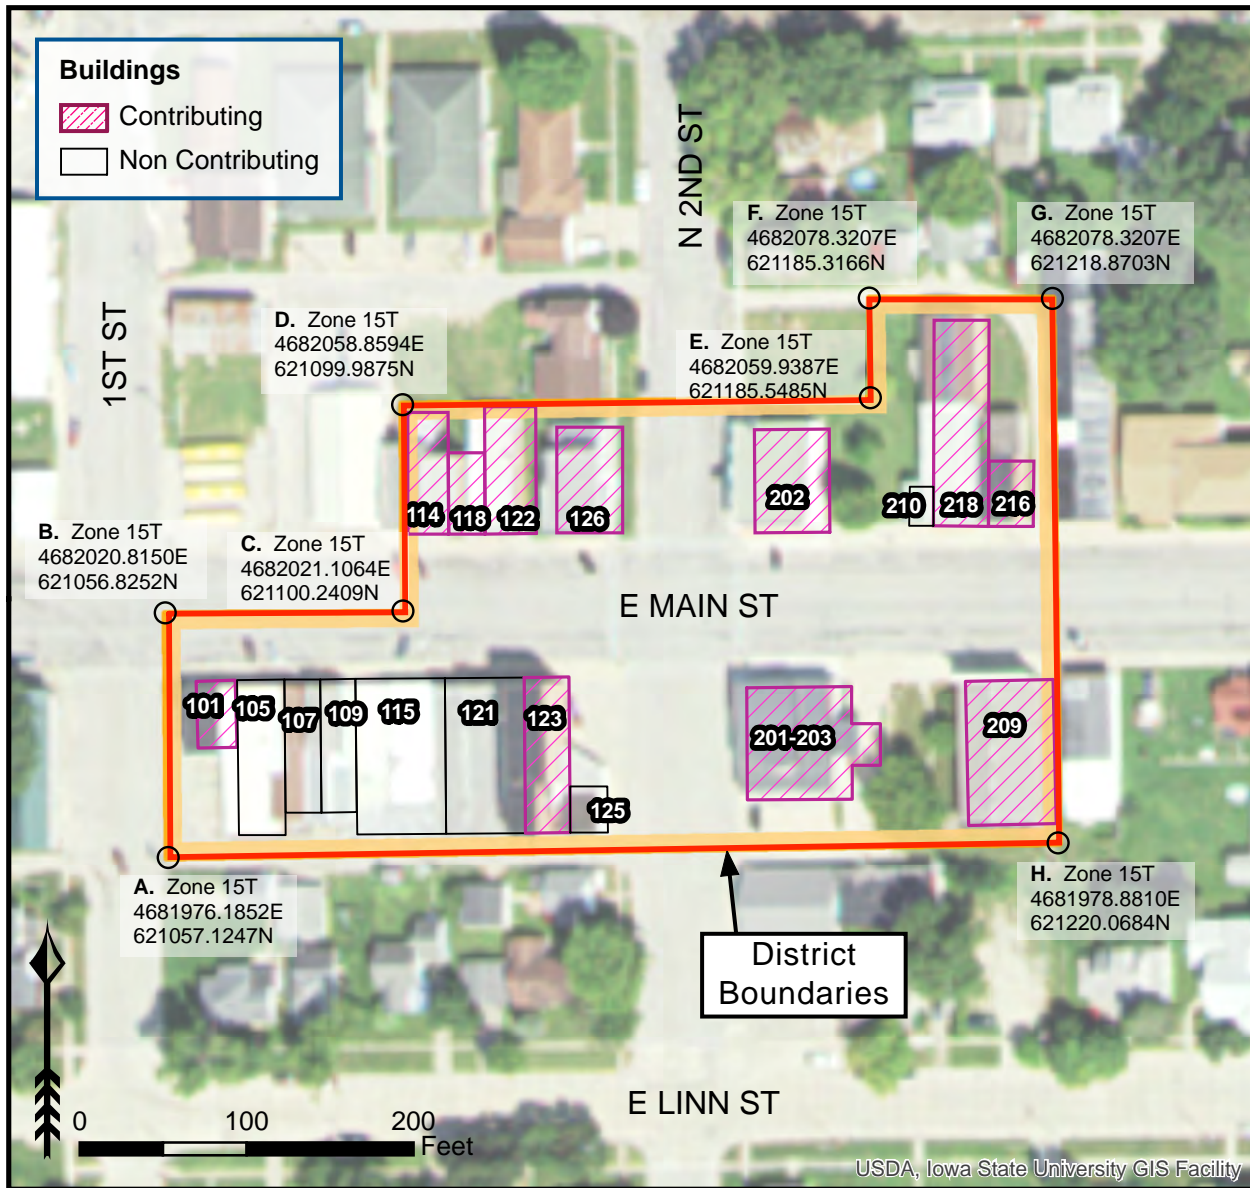 Buildings
Contributing
Non Contributing
N 2ND ST
1ST ST
F. Zone 15T
4682078.3207E
621185.3166N
G. Zone 15T
4682078.3207E
621218.8703N
D. Zone 15T
4682058.8594E
621099.9875N
E. Zone 15T
4682059.9387E
621185.5485N
B. Zone 15T
4682020.8150E
621056.8252N
C. Zone 15T
4682021.1064E
621100.2409N
114
118
122
126
202
210
218
216
E MAIN ST
101
105
107
109
115
121
123
125
201-203
209
A. Zone 15T
4681976.1852E
621057.1247N
H. Zone 15T
4681978.8810E
621220.0684N
District
Boundaries
E LINN ST
0 100 200
Feet
USDA, Iowa State University GIS Facility